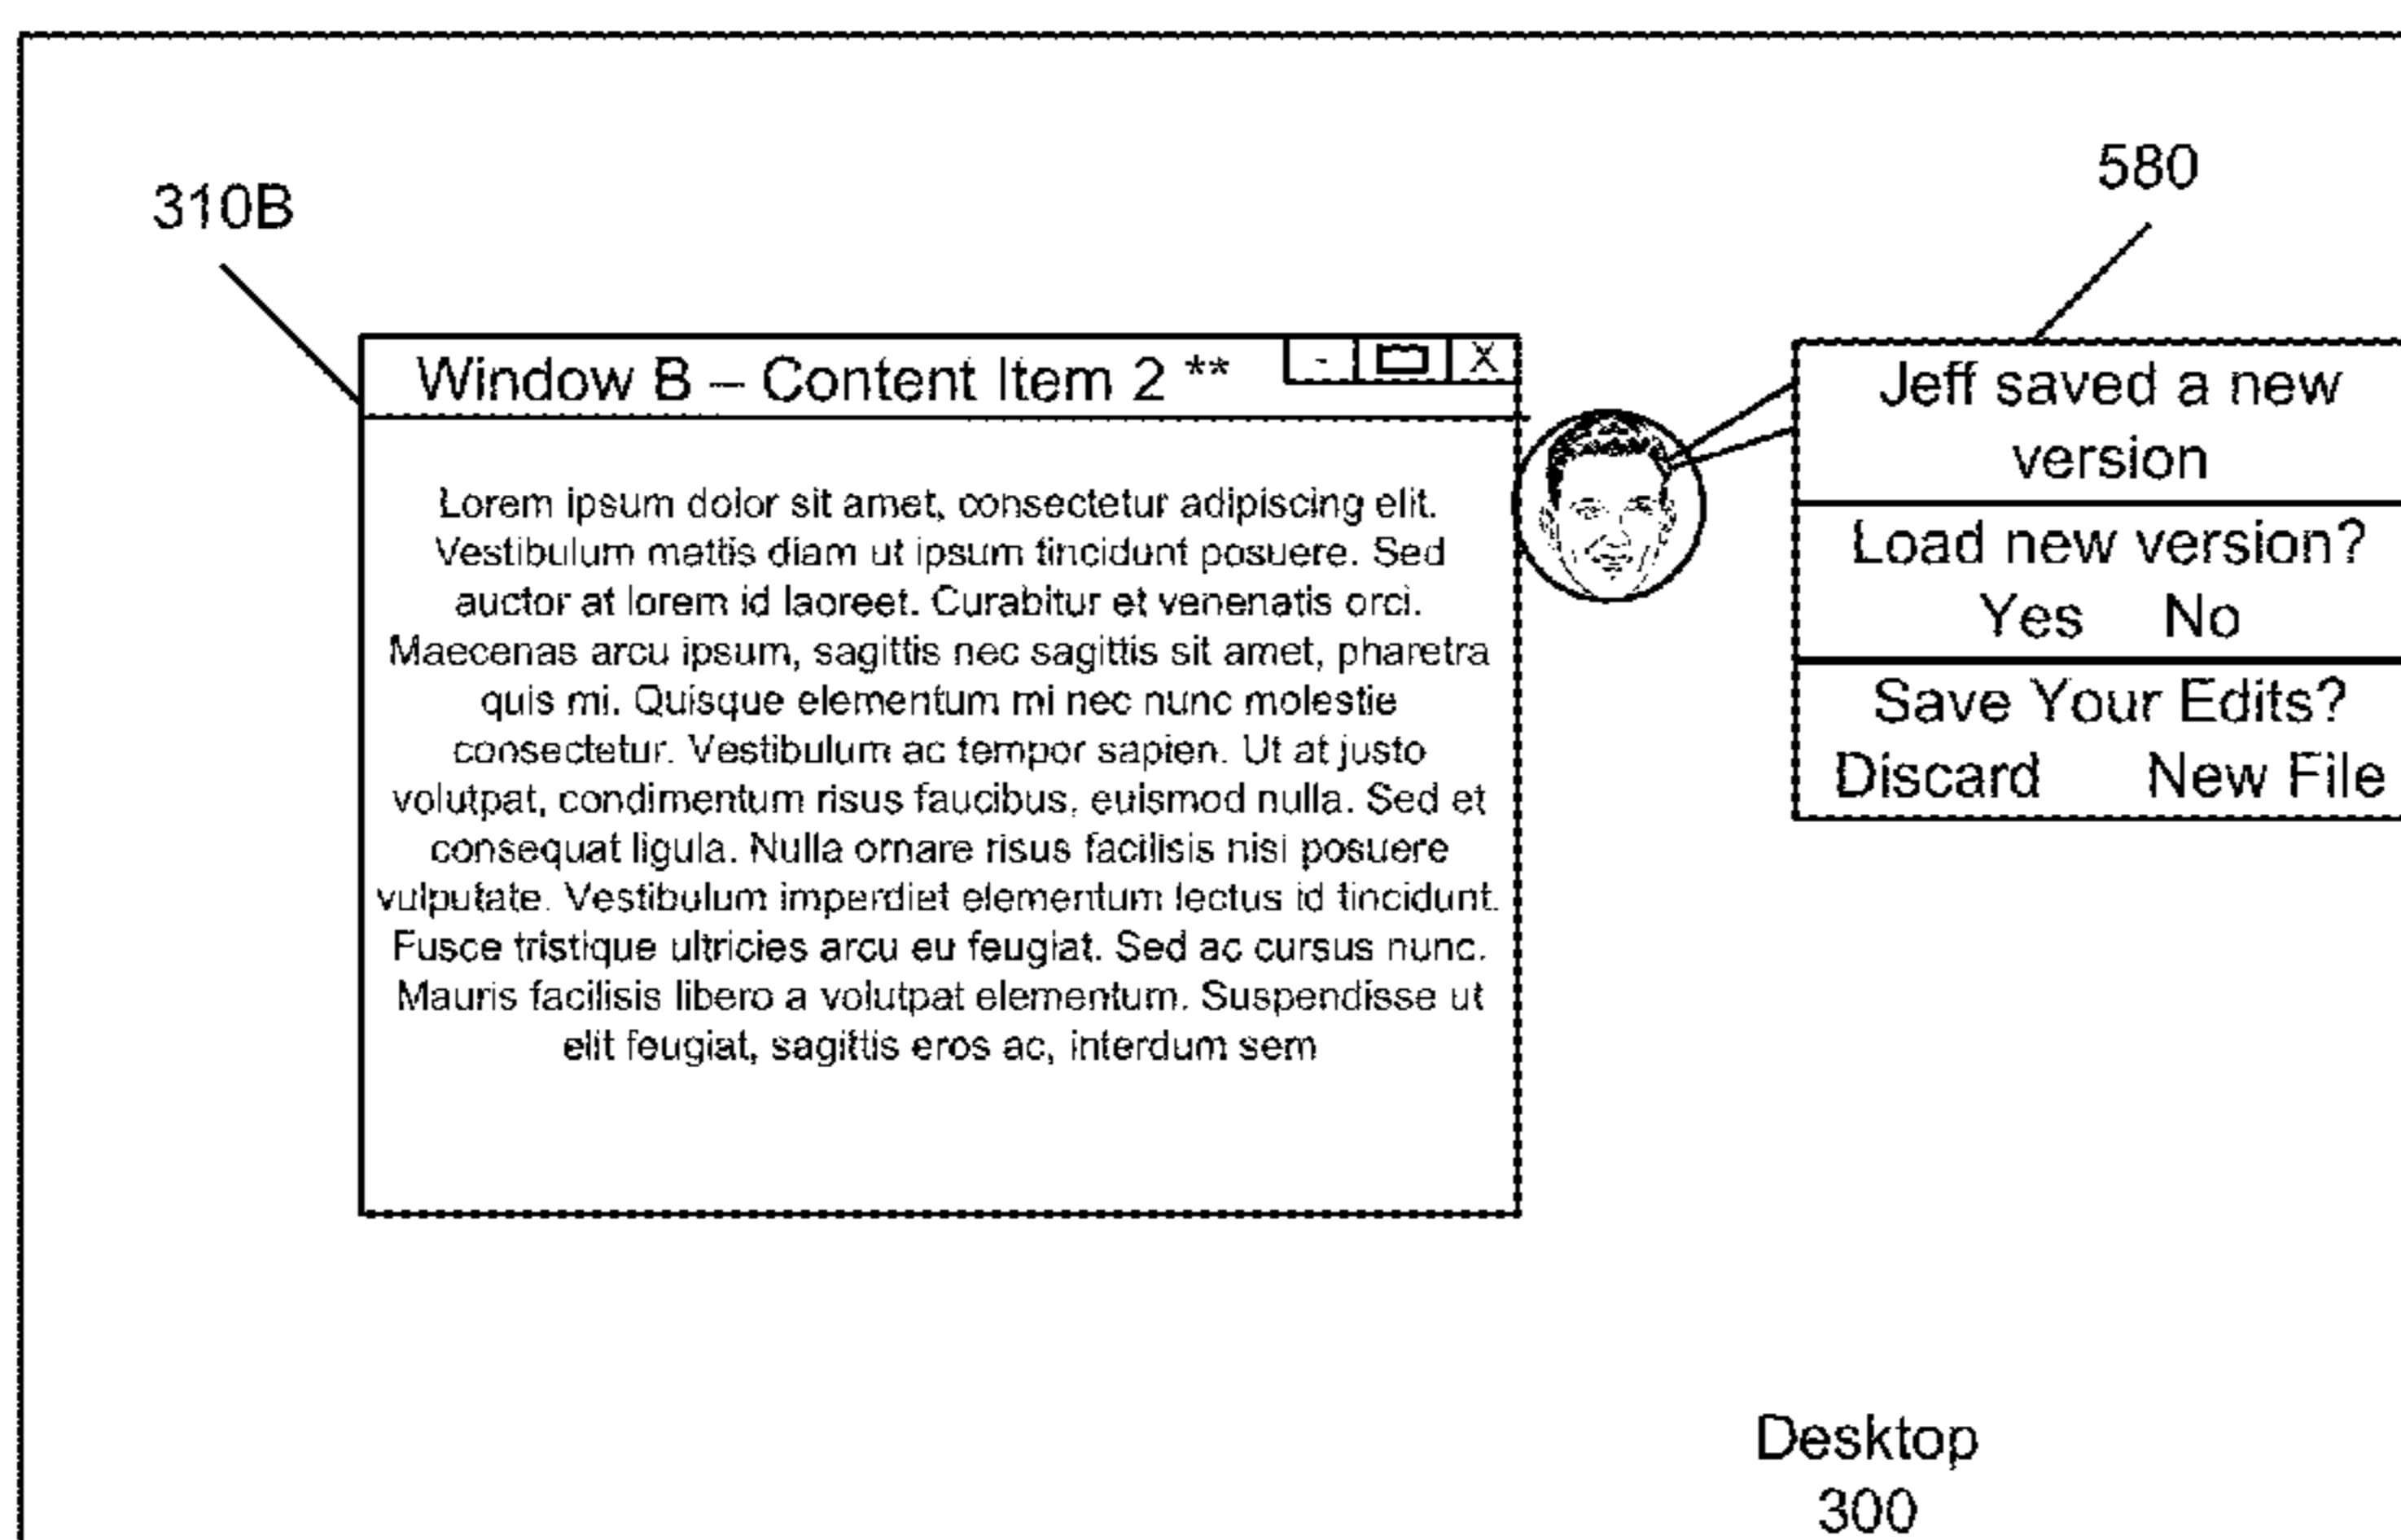 580
310B
Window B – Content Item 2 **
- X
Lorem ipsum dolor sit amet, consectetur adipiscing elit.
Vestibulum mattis diam ut ipsum tincidunt posuere. Sed
auctor at lorem id laoreet. Curabitur et venenatis orci.
Maecenas arcu ipsum, sagittis nec sagittis sit amet, pharetra
quis mi. Quisque elementum mi nec nunc molestie
consectetur. Vestibulum ac tempor sapien. Ut at justo
volutpat, condimentum risus faucibus, euismod nulla. Sed et
consequat ligula. Nulla ornare risus facilisis nisi posuere
vulputate. Vestibulum imperdiet elementum lectus id tincidunt.
Fusce tristique ultricies arcu eu feugiat. Sed ac cursus nunc.
Mauris facilisis libero a volutpat elementum. Suspendisse ut
elit feugiat, sagittis eros ac, interdum sem
Jeff saved a new
version
Load new version?
Yes No
Save Your Edits?
Discard New File
Desktop
300